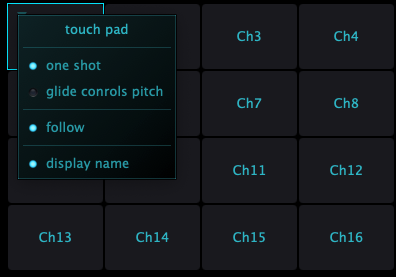 touch pad
one shot
glide conrols pitch
follow
display name
Ch3
Ch4
Ch7
Ch8
Ch11
Ch12
Ch13
Ch14
Ch15
Ch16